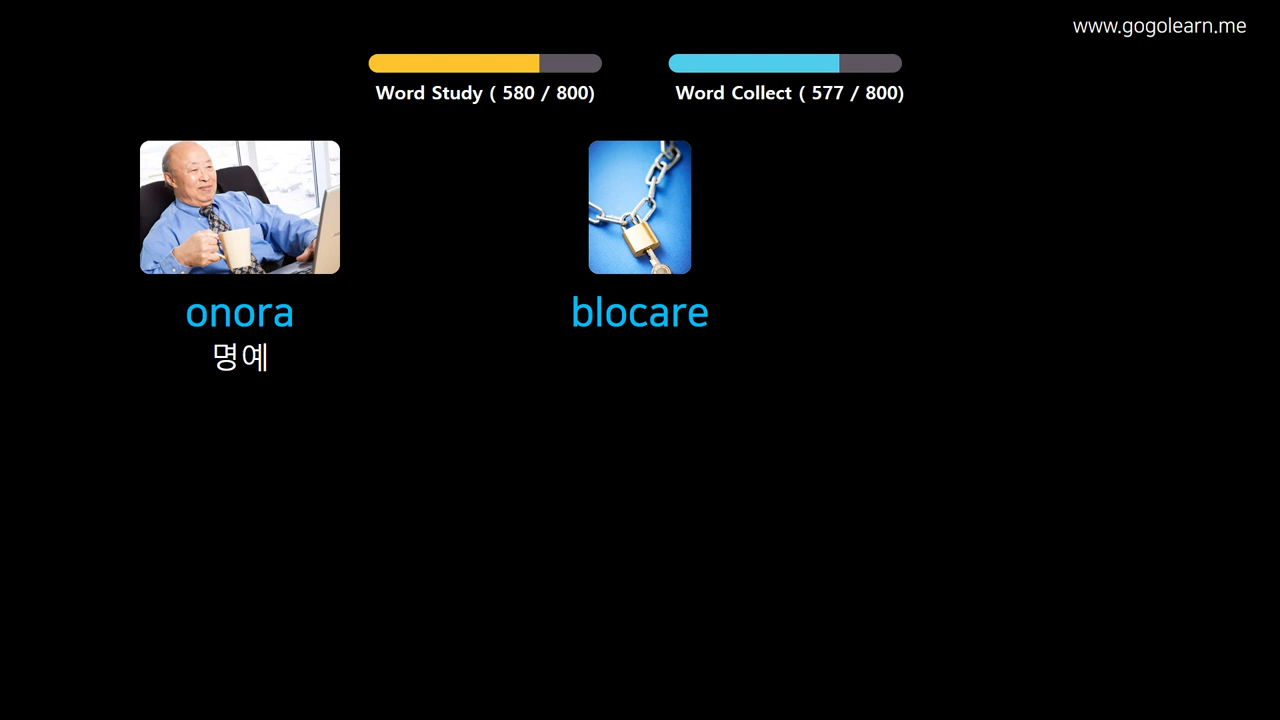 www.gogolearn.me
Word Study ( 580 / 800)
Word Collect ( 577 / 800)
onora
blocare
명예